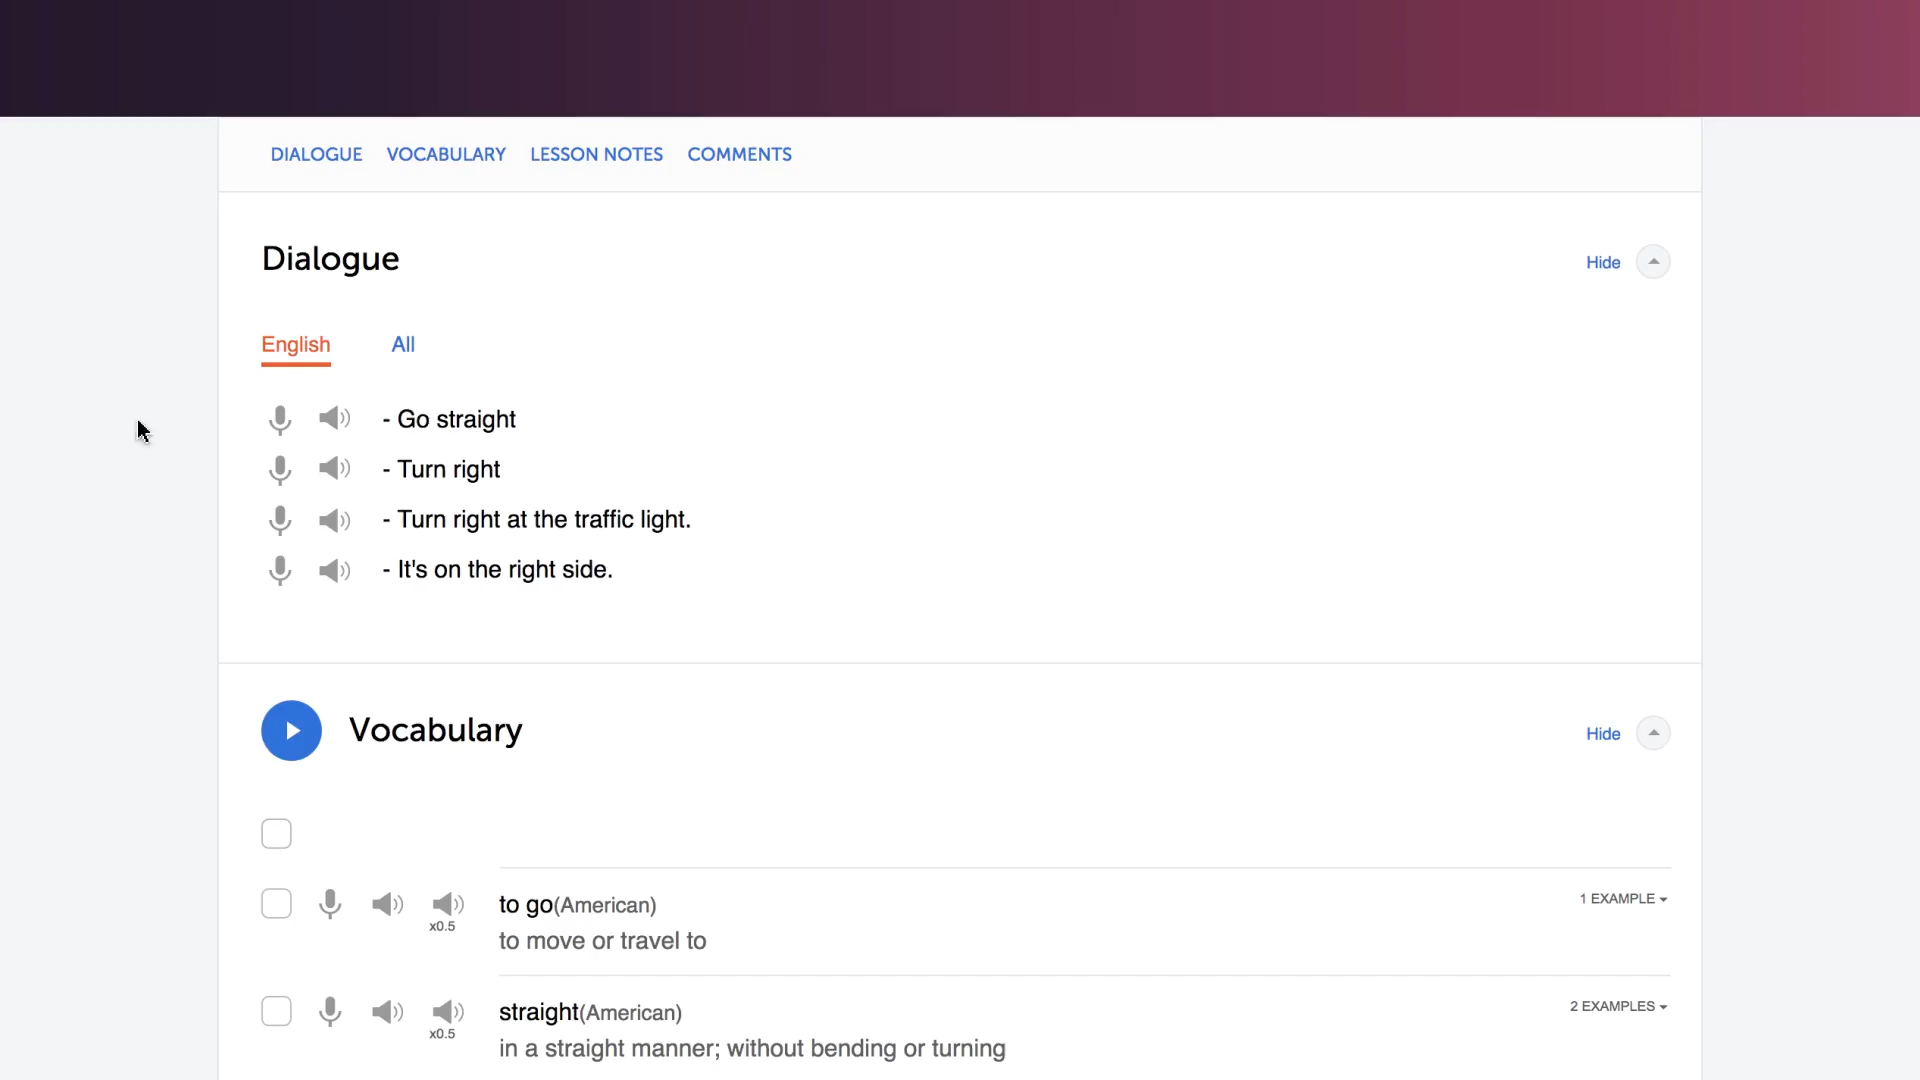 DIALOGUE VOCABULARY LESSON NOTES COMMENTS
Dialogue
Hide
English All
- Go straight
- Turn right
- Turn right at the traffic light.
- It's on the right side.
Vocabulary
Hide
to go(American)
1 EXAMPLE
x0.5
to move or travel to
straight(American)
2 EXAMPLES
x0.5
in a straight manner; without bending or turning